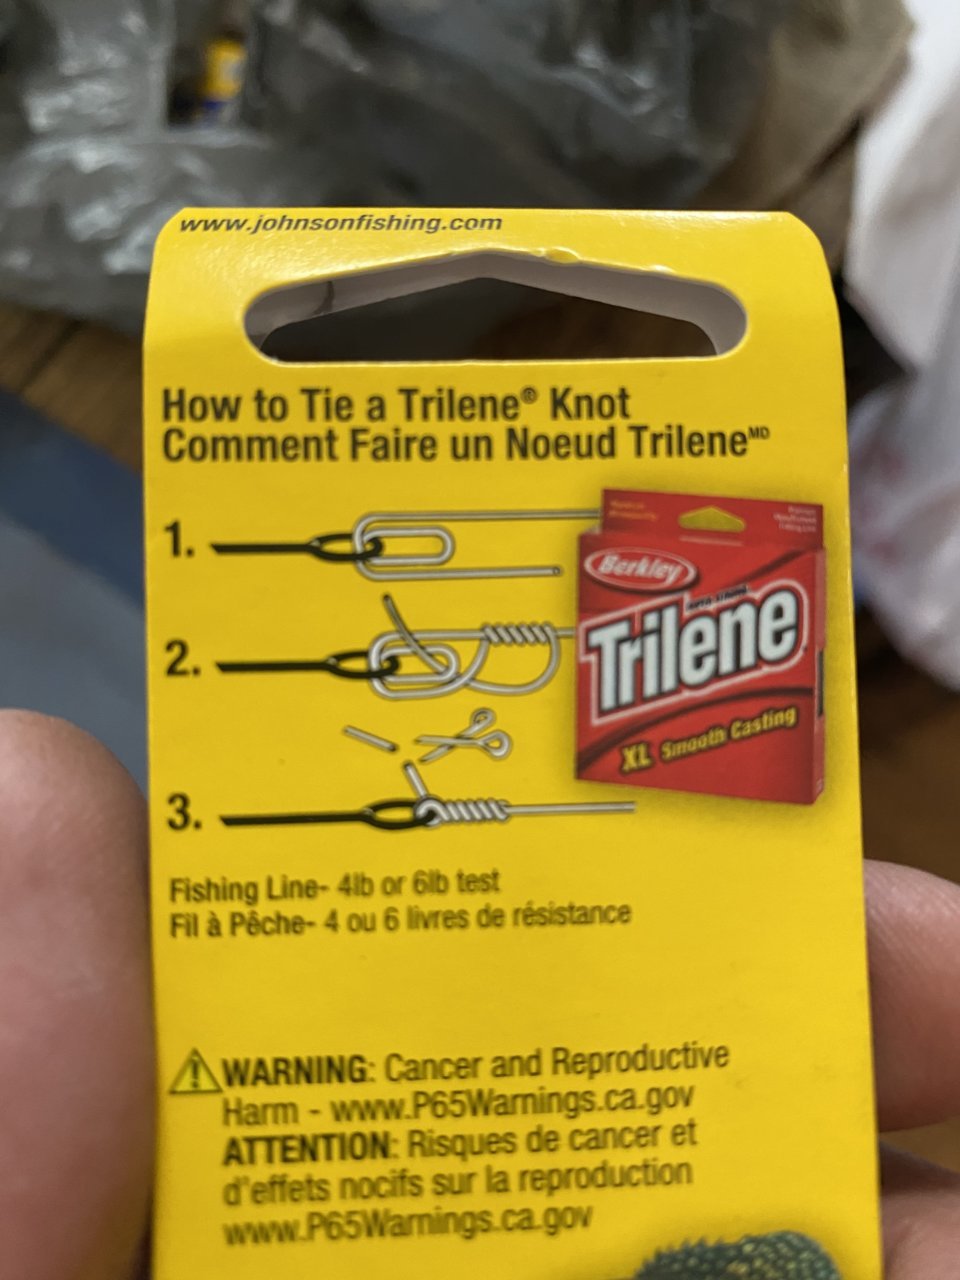 www.johnsonfishing.com
How to Tie a Trilene® Knot
Comment Faire un Noeud Trilene MD
1.
Berkley
Trilene
XL Smooth Casting
2.
3.
Fishing Line- 4lb or 6lb test
Fil à Pêche- 4 ou 6 livres de résistance
WARNING: Cancer and Reproductive
Harm - www.P65Warnings.ca.gov
ATTENTION: Risques de cancer et
d'effets nocifs sur la reproduction
www.P65Warnings.ca.gov